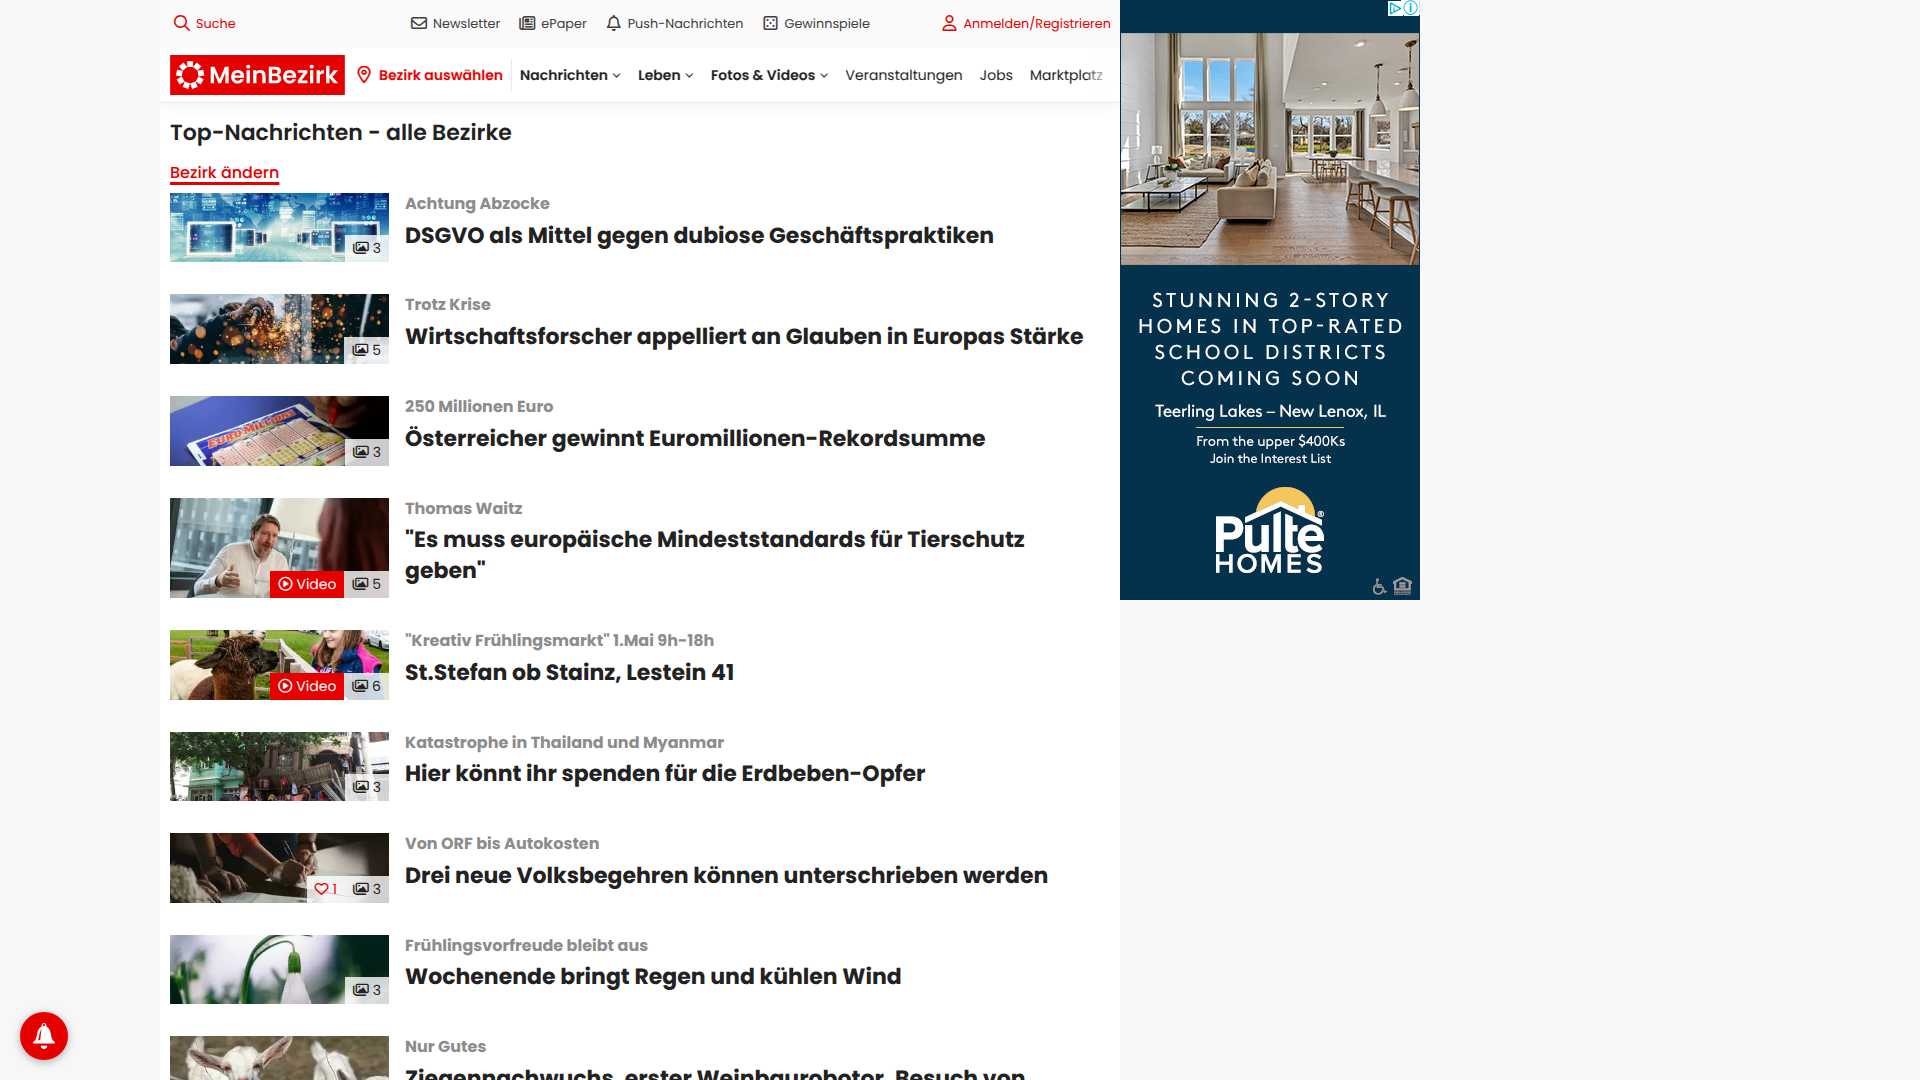 Suche
Newsletter
ePaper
Push-Nachrichten
Gewinnspiele
Anmelden/Registrieren
MeinBezirk
Bezirk auswählen
Nachrichten
Leben
Fotos & Videos
Veranstaltungen
Jobs
Marktplatz
Top-Nachrichten - alle Bezirke
Bezirk ändern
3
Achtung Abzocke
DSGVO als Mittel gegen dubiose Geschäftspraktiken
5
Trotz Krise
Wirtschaftsforscher appelliert an Glauben in Europas Stärke
EURO MILLIONS
3
250 Millionen Euro
Österreicher gewinnt Euromillionen-Rekordsumme
Video 5
Thomas Waitz
"Es muss europäische Mindeststandards für Tierschutz
geben"
Video 6
"Kreativ Frühlingsmarkt" 1.Mai 9h-18h
St.Stefan ob Stainz, Lestein 41
3
Katastrophe in Thailand und Myanmar
Hier könnt ihr spenden für die Erdbeben-Opfer
1 3
Von ORF bis Autokosten
Drei neue Volksbegehren können unterschrieben werden
3
Frühlingsvorfreude bleibt aus
Wochenende bringt Regen und kühlen Wind
Nur Gutes
Ziegennachwuchs, erster Weinbauroboter, Besuch von
STUNNING 2-STORY
HOMES IN TOP-RATED
SCHOOL DISTRICTS
COMING SOON
Teerling Lakes – New Lenox, IL
From the upper $400Ks
Join the Interest List
Pulte®
HOMES